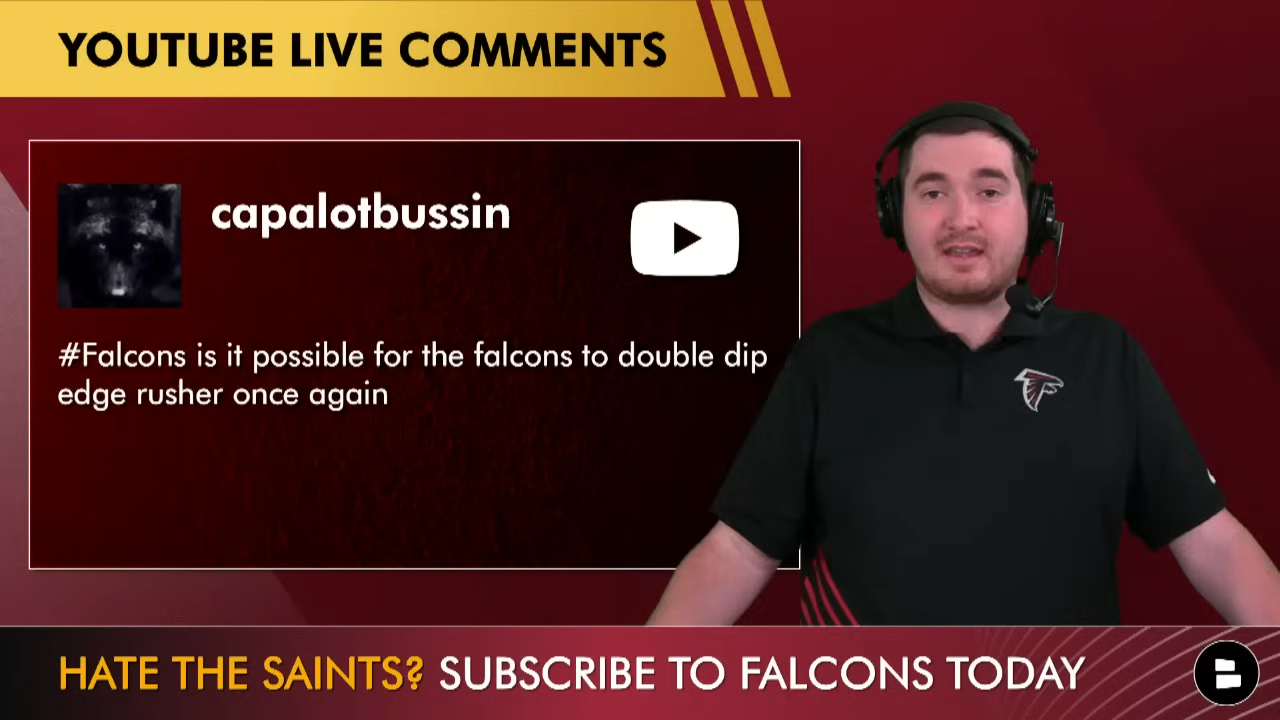 YOUTUBE LIVE COMMENTS
capalotbussin
#Falcons is it possible for the falcons to double dip
edge rusher once again
HATE THE SAINTS? SUBSCRIBE TO FALCONS TODAY